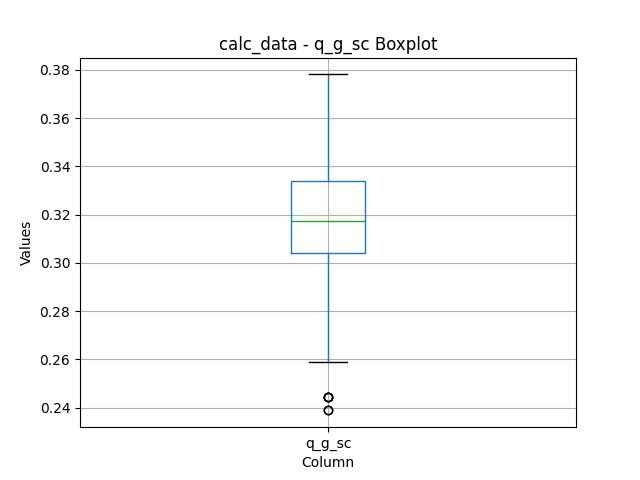 calc_data - q_g_sc Boxplot
0.38
0.36
0.34
0.32
0.30
0.28
0.26
0.24
Values
q_g_sc
Column